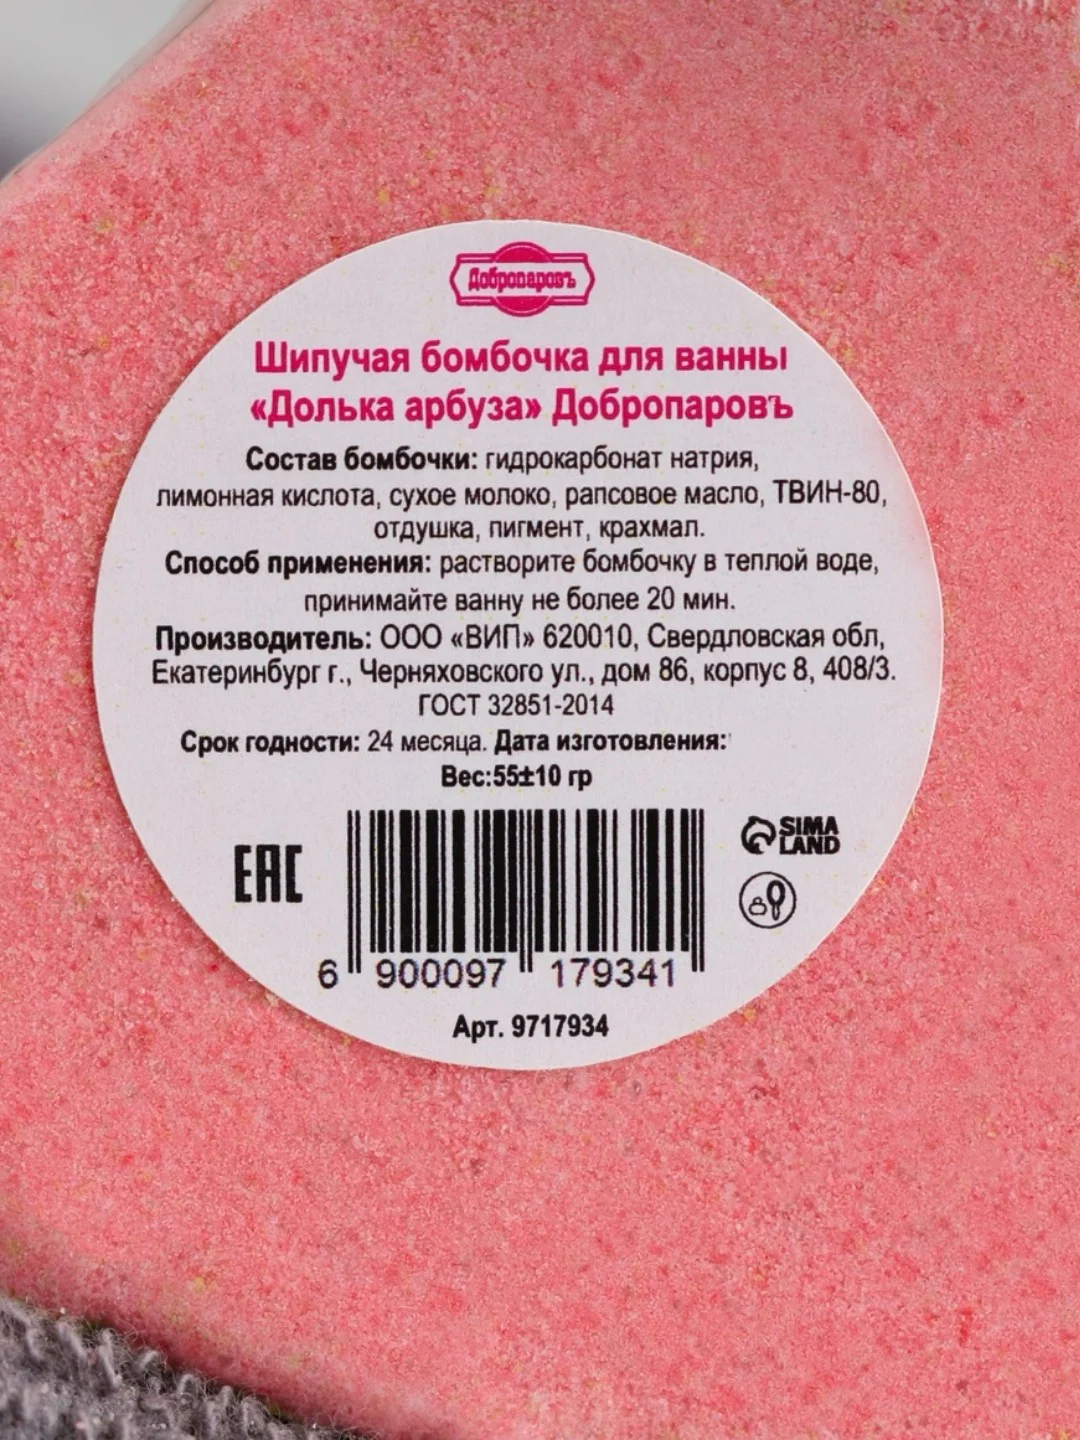 Добропаровъ
Шипучая бомбочка для ванны
«Долька арбуза» Добропаровъ
Состав бомбочки: гидрокарбонат натрия,
лимонная кислота, сухое молоко, рапсовое масло, ТВИН-80,
отдушка, пигмент, крахмал.
Способ применения: растворите бомбочку в теплой воде,
принимайте ванну не более 20 мин.
Производитель: ООО «ВИП» 620010, Свердловская обл,
Екатеринбург г., Черняховского ул., дом 86, корпус 8, 408/3.
ГОСТ 32851-2014
Срок годности: 24 месяца. Дата изготовления:
Вес:55±10 гр
EAC
SIMA
LAND
6 900097 179341
Арт. 9717934